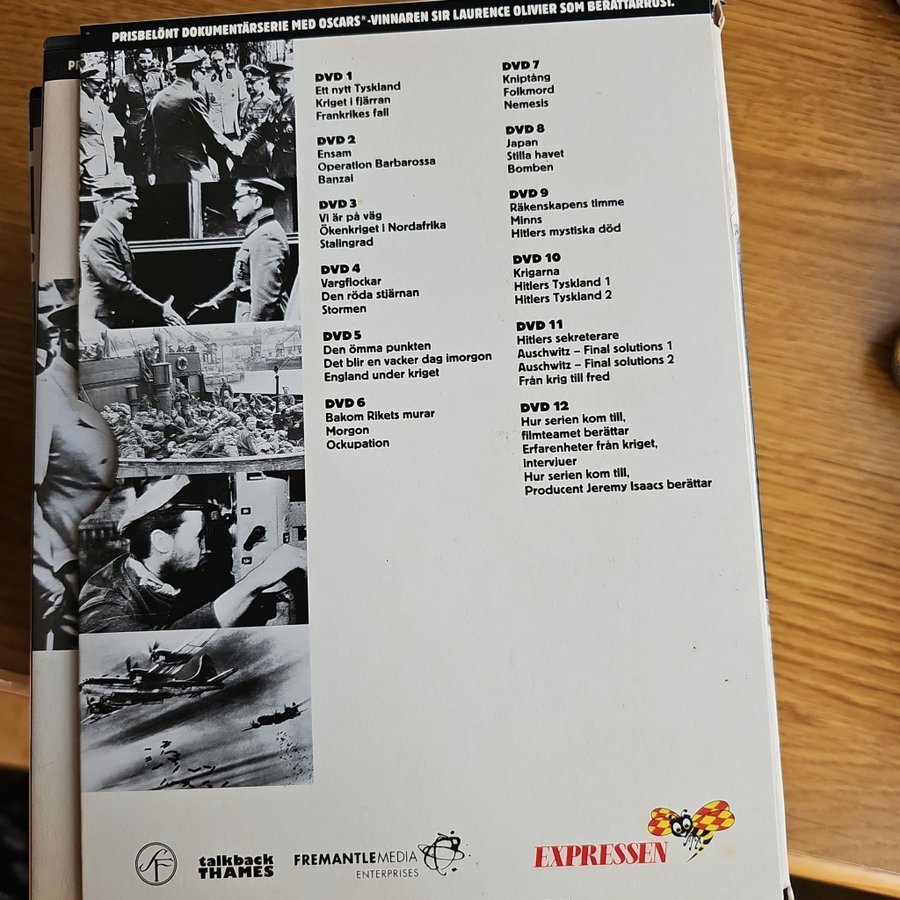 PRISBELÖNT DOKUMENTÄRSERIE MED OSCARS®-VINNAREN SIR LAURENCE OLIVIER SOM BERÄTTARRÖST.
DVD 1
Ett nytt Tyskland
Kriget i fjärran
Frankrikes fall
DVD 2
Ensam
Operation Barbarossa
Banzai
DVD 3
Vi är på väg
Ökenkriget i Nordafrika
Stalingrad
DVD 4
Vargflockar
Den röda stjärnan
Stormen
DVD 5
Den ömma punkten
Det blir en vacker dag imorgon
England under kriget
DVD 6
Bakom Rikets murar
Morgon
Ockupation
DVD 7
Kniptång
Folkmord
Nemesis
DVD 8
Japan
Stilla havet
Bomben
DVD 9
Räkenskapens timme
Minns
Hitlers mystiska död
DVD 10
Krigarna
Hitlers Tyskland 1
Hitlers Tyskland 2
DVD 11
Hitlers sekreterare
Auschwitz – Final solutions 1
Auschwitz – Final solutions 2
Från krig till fred
DVD 12
Hur serien kom till,
filmteamet berättar
Erfarenheter från kriget,
intervjuer
Hur serien kom till,
Producent Jeremy Isaacs berättar
SF
talkback
THAMES
FREMANTLEMEDIA
ENTERPRISES
EXPRESSEN